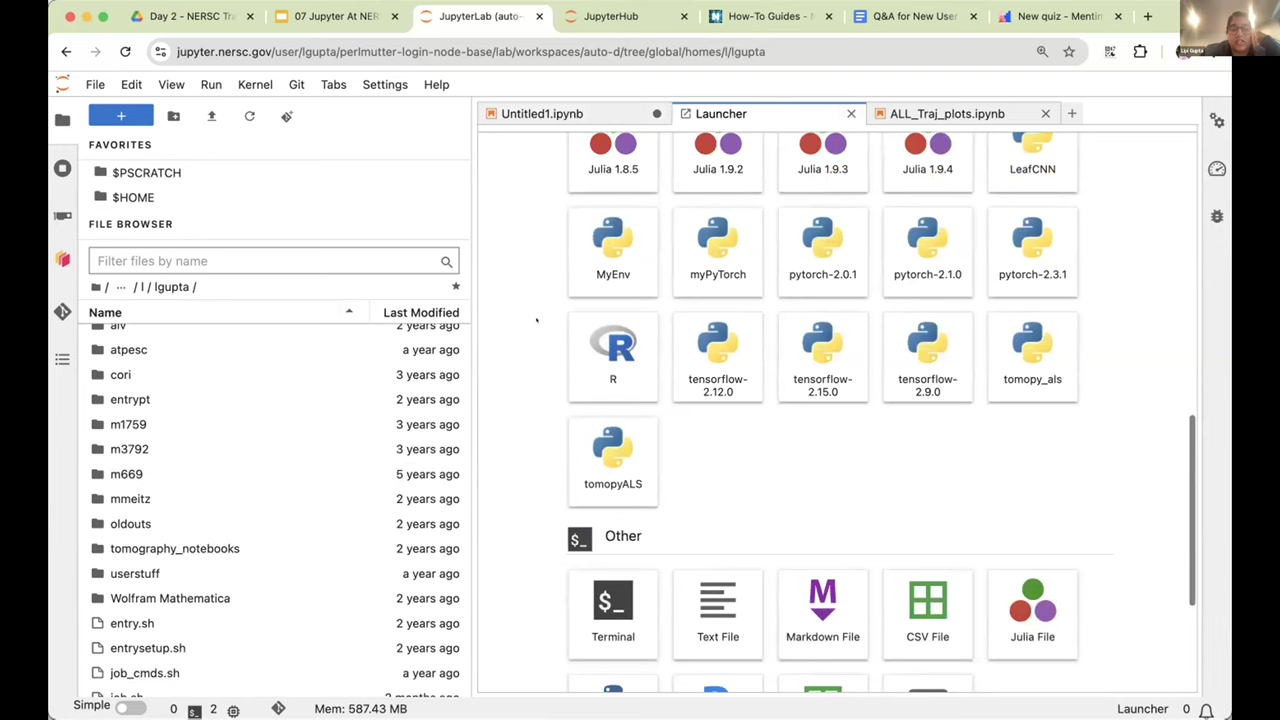 Day 2 - NERSC Tra
07 Jupyter At NER
JupyterLab (auto-
JupyterHub
How-To Guides -
Q&A for New User
New quiz - Mentim
jupyter.nersc.gov/user/lgupta/perlmutter-login-node-base/lab/workspaces/auto-d/tree/global/homes/l/lgupta
Lipi Gupta
File Edit View Run Kernel Git Tabs Settings Help
Untitled1.ipynb
Launcher
ALL_Traj_plots.ipynb
FAVORITES
$PSCRATCH
$HOME
FILE BROWSER
Filter files by name
/ ··· / l / lgupta /
Name Last Modified
alv 2 years ago
atpesc a year ago
cori 3 years ago
entrypt 2 years ago
m1759 3 years ago
m3792 3 years ago
m669 5 years ago
mmeitz 2 years ago
oldouts 2 years ago
tomography_notebooks 2 years ago
userstuff a year ago
Wolfram Mathematica 2 years ago
entry.sh 2 years ago
entrysetup.sh 2 years ago
job_cmds.sh a year ago
job.sh 2 months ago
Julia 1.8.5 Julia 1.9.2 Julia 1.9.3 Julia 1.9.4 LeafCNN
MyEnv myPyTorch pytorch-2.0.1 pytorch-2.1.0 pytorch-2.3.1
R
tensorflow-
2.12.0
tensorflow-
2.15.0
tensorflow-
2.9.0
tomopy_als
tomopyALS
$_ Other
$_
Terminal Text File Markdown File CSV File Julia File
Simple 0 $_ 2 Mem: 587.43 MB Launcher 0